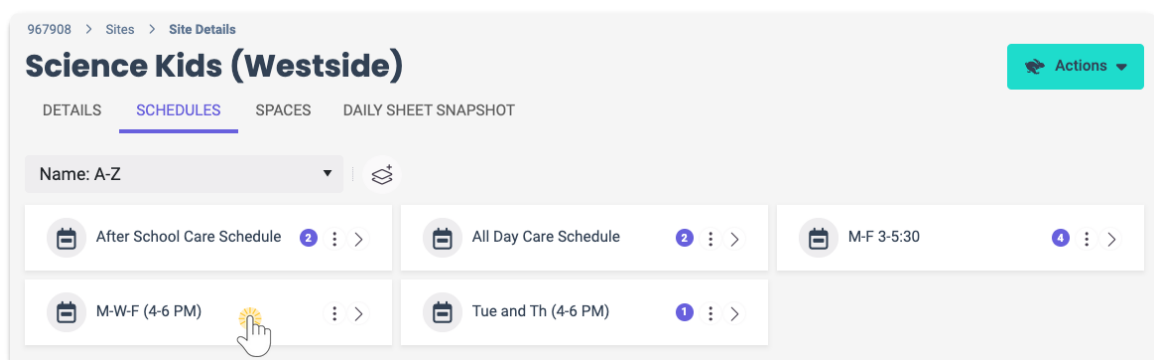 967908 > Sites > Site Details
Science Kids (Westside)
Actions
DETAILS SCHEDULES SPACES DAILY SHEET SNAPSHOT
Name: A-Z
After School Care Schedule 2
All Day Care Schedule 2
M-F 3-5:30 4
M-W-F (4-6 PM)
Tue and Th (4-6 PM) 1